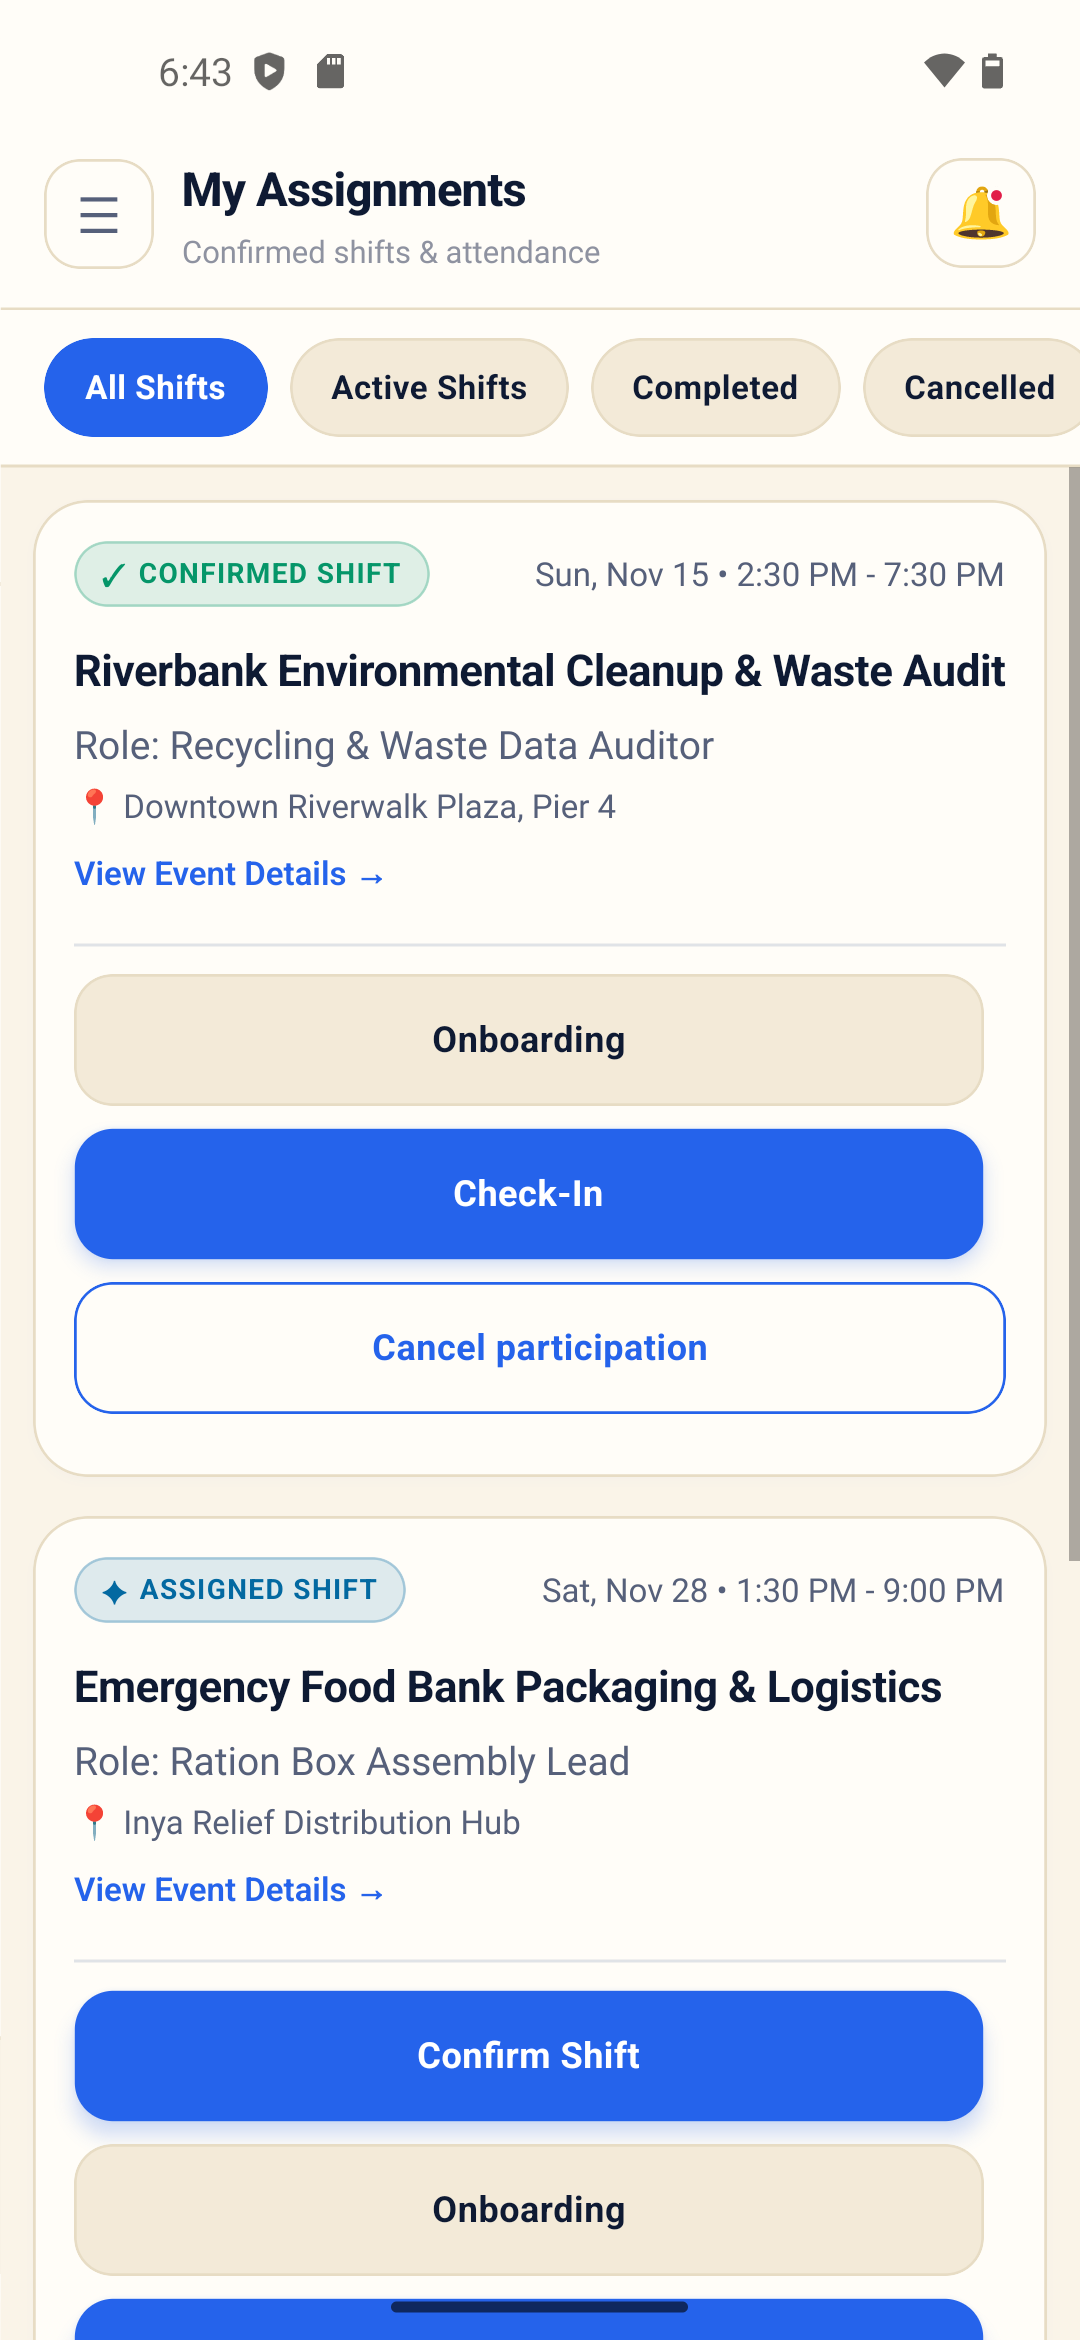 6:43
My Assignments
Confirmed shifts & attendance
All Shifts
Active Shifts
Completed
Cancelled
✓ CONFIRMED SHIFT
Sun, Nov 15 • 2:30 PM - 7:30 PM
Riverbank Environmental Cleanup & Waste Audit
Role: Recycling & Waste Data Auditor
📍 Downtown Riverwalk Plaza, Pier 4
View Event Details →
Onboarding
Check-In
Cancel participation
✦ ASSIGNED SHIFT
Sat, Nov 28 • 1:30 PM - 9:00 PM
Emergency Food Bank Packaging & Logistics
Role: Ration Box Assembly Lead
📍 Inya Relief Distribution Hub
View Event Details →
Confirm Shift
Onboarding